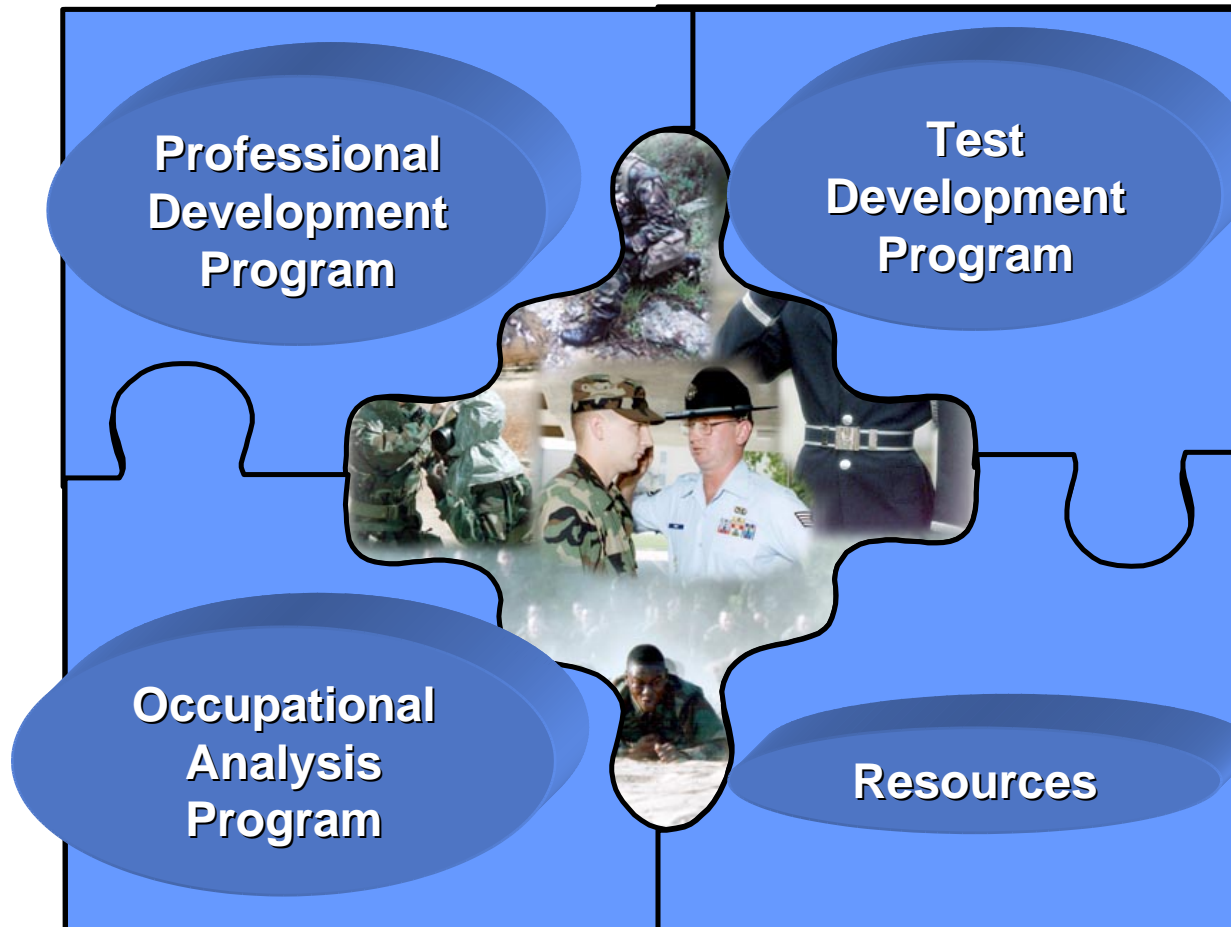 Professional
Development
Program
Test
Development
Program
Occupational
Analysis
Program
Resources